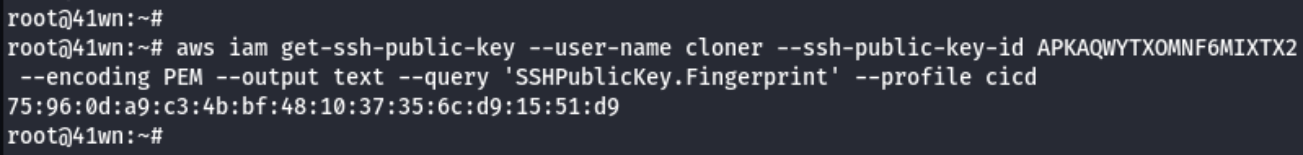 root@41wn:~#
root@41wn:~# aws iam get-ssh-public-key --user-name cloner --ssh-public-key-id APKAQWYTXOMNF6MIXTX2
--encoding PEM --output text --query 'SSHPublicKey.Fingerprint' --profile cicd
75:96:0d:a9:c3:4b:bf:48:10:37:35:6c:d9:15:51:d9
root@41wn:~#